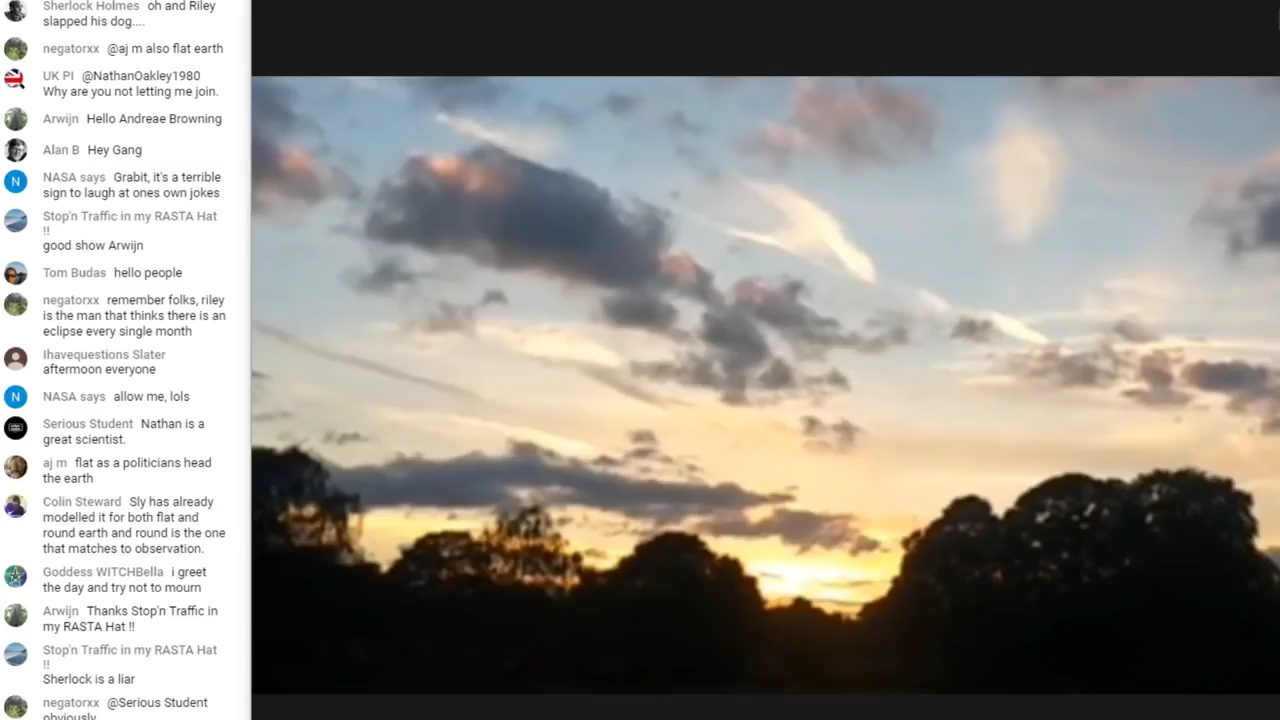 Sherlock Holmes oh and Riley
slapped his dog....
negatorxx @aj m also flat earth
UK PI @NathanOakley1980
Why are you not letting me join.
Arwijn Hello Andreae Browning
Alan B Hey Gang
N
NASA says Grabit, it's a terrible
sign to laugh at ones own jokes
Stop'n Traffic in my RASTA Hat
!!
good show Arwijn
Tom Budas hello people
negatorxx remember folks, riley
is the man that thinks there is an
eclipse every single month
Ihavequestions Slater
afternoon everyone
N
NASA says allow me, lols
Serious Student Nathan is a
great scientist.
aj m flat as a politicians head
the earth
Colin Steward Sly has already
modelled it for both flat and
round earth and round is the one
that matches to observation.
Goddess WITCHBella i greet
the day and try not to mourn
Arwijn Thanks Stop'n Traffic in
my RASTA Hat !!
Stop'n Traffic in my RASTA Hat
!!
Sherlock is a liar
negatorxx @Serious Student
obviously